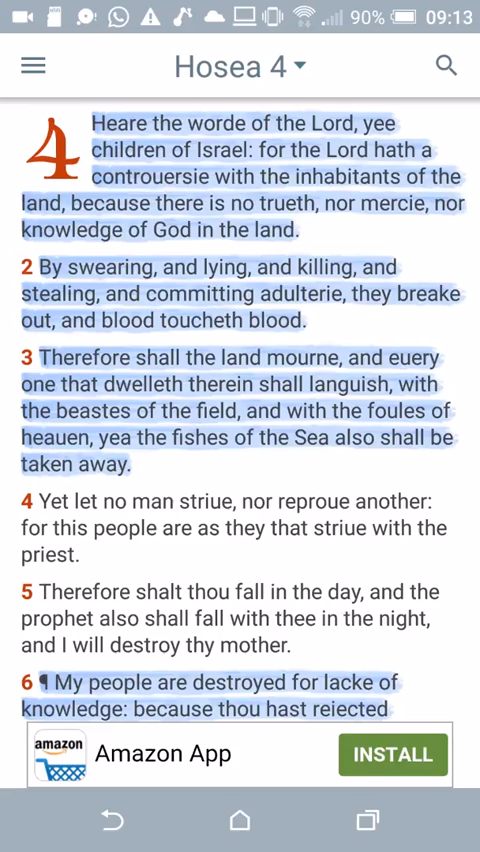 90% 09:13
Hosea 4
4 Heare the worde of the Lord, yee
children of Israel: for the Lord hath a
controuersie with the inhabitants of the
land, because there is no trueth, nor mercie, nor
knowledge of God in the land.
2 By swearing, and lying, and killing, and
stealing, and committing adulterie, they breake
out, and blood toucheth blood.
3 Therefore shall the land mourne, and euery
one that dwelleth therein shall languish, with
the beastes of the field, and with the foules of
heauen, yea the fishes of the Sea also shall be
taken away.
4 Yet let no man striue, nor reproue another:
for this people are as they that striue with the
priest.
5 Therefore shalt thou fall in the day, and the
prophet also shall fall with thee in the night,
and I will destroy thy mother.
6 ¶ My people are destroyed for lacke of
knowledge: because thou hast reiected
amazon
Amazon App
INSTALL